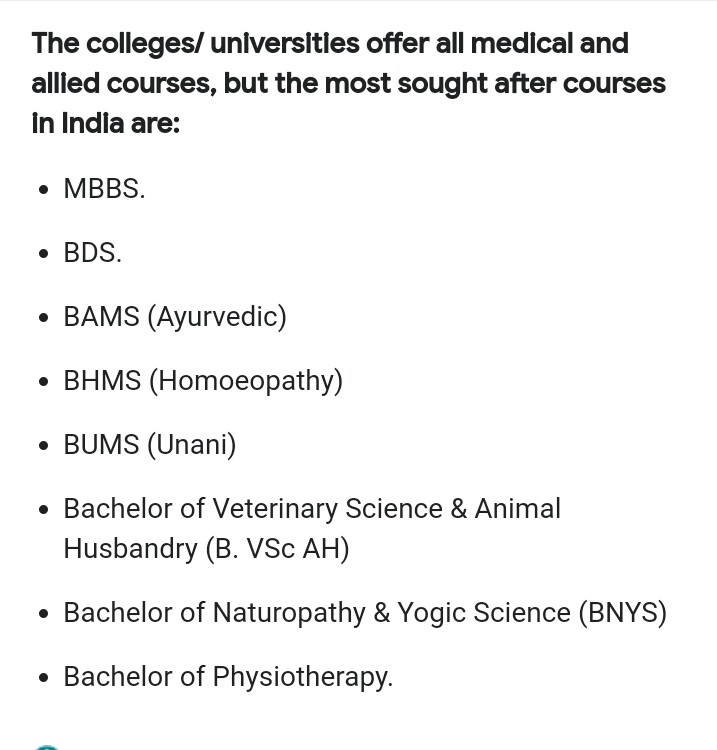 The colleges/ universities offer all medical and
allied courses, but the most sought after courses
in India are:
• MBBS.
• BDS.
• BAMS (Ayurvedic)
• BHMS (Homoeopathy)
• BUMS (Unani)
• Bachelor of Veterinary Science & Animal
Husbandry (B. VSc AH)
• Bachelor of Naturopathy & Yogic Science (BNYS)
• Bachelor of Physiotherapy.